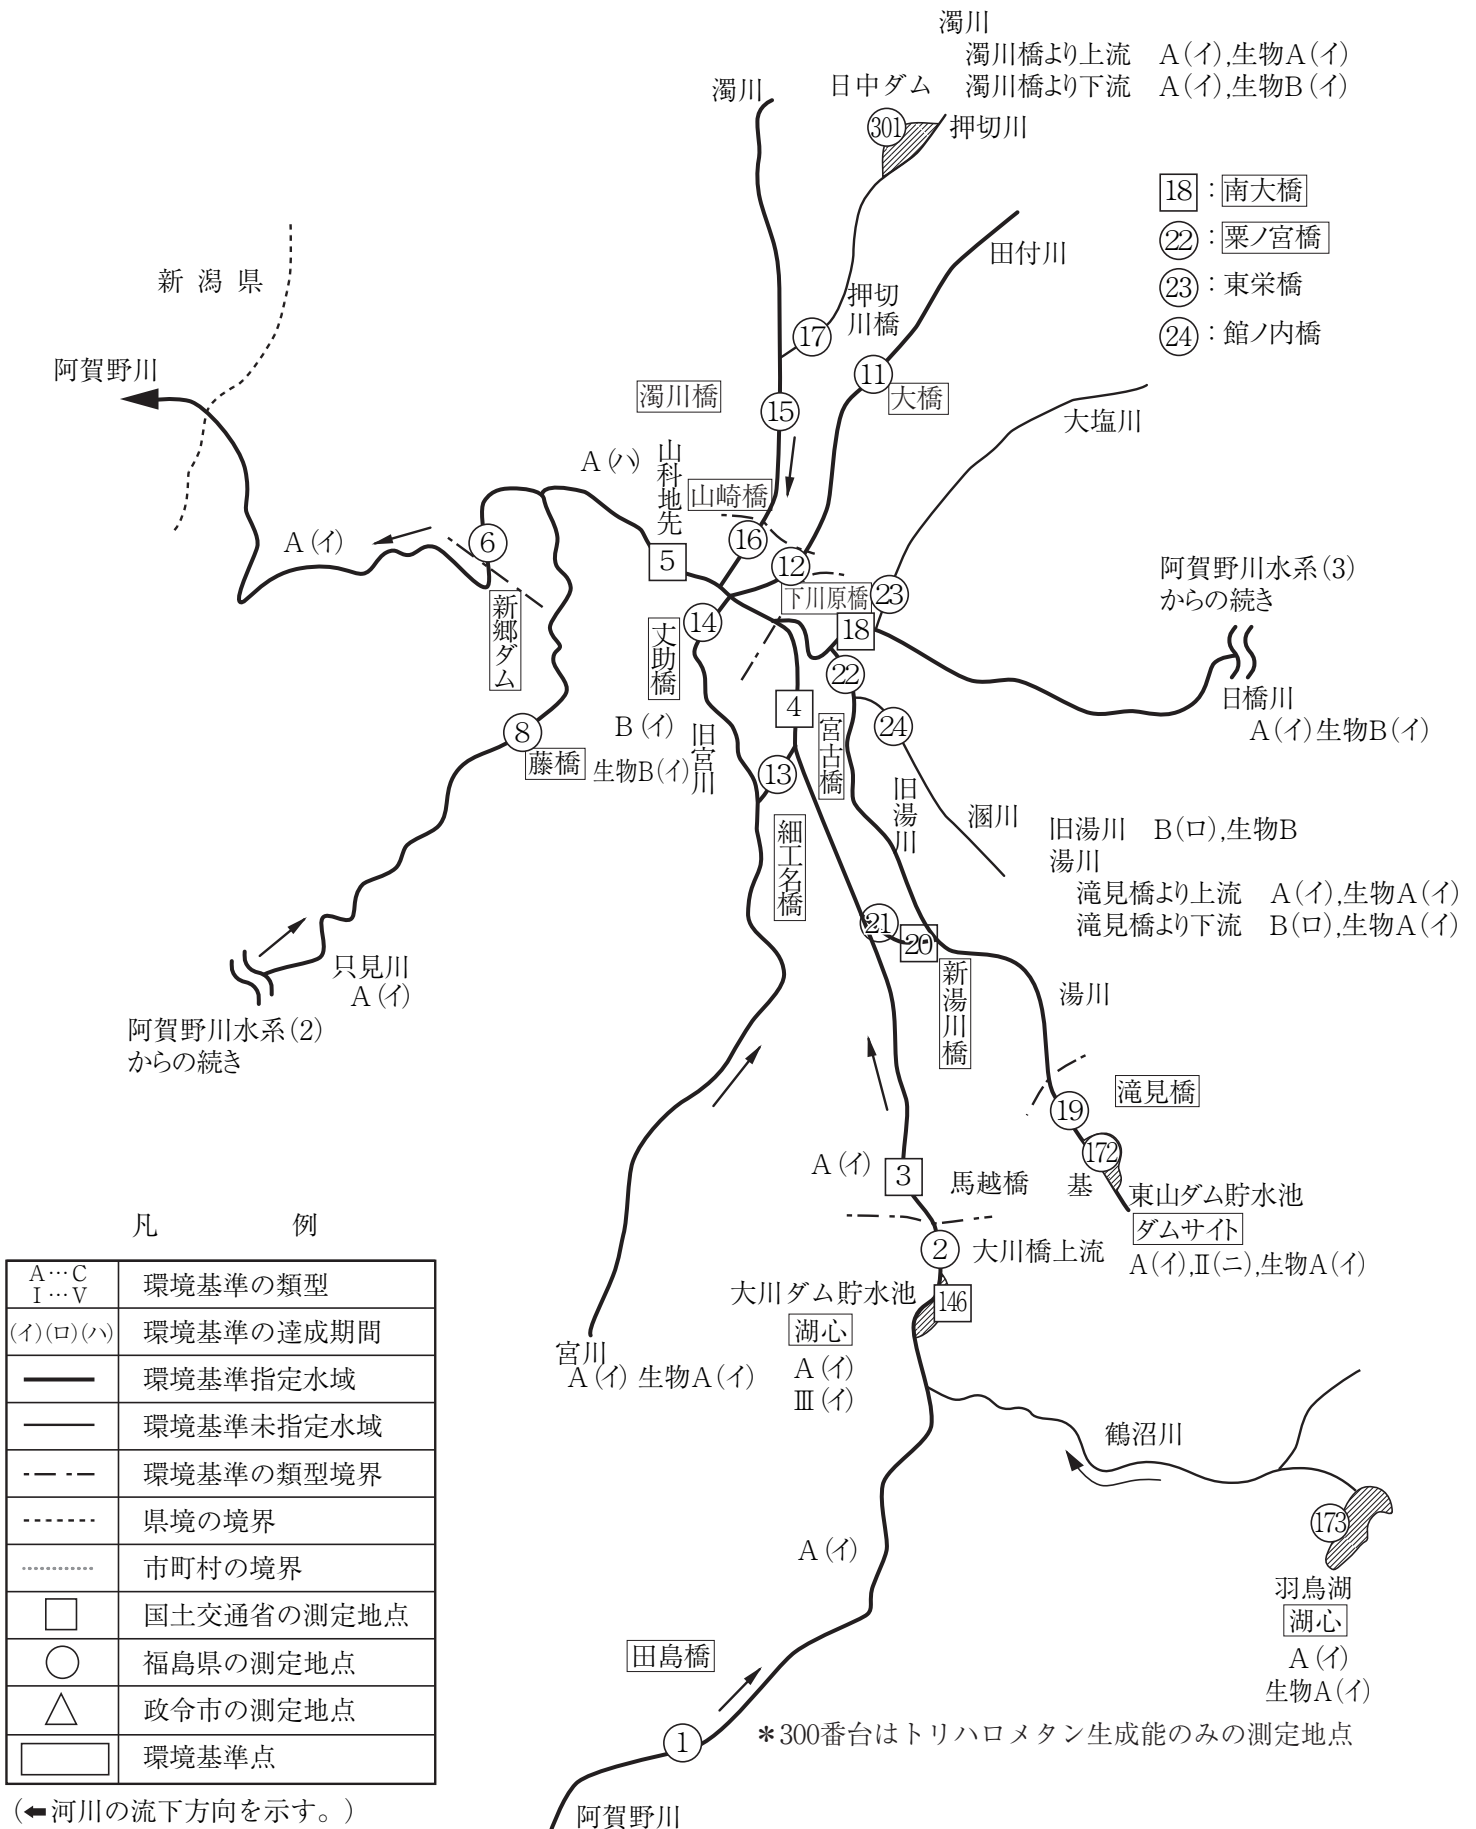 濁川
濁川橋より上流 A(イ),生物A(イ)
濁川橋より下流 A(イ),生物B(イ)
濁川
日中ダム
301
押切川
18:南大橋
22:粟ノ宮橋
23:東栄橋
24:館ノ内橋
田付川
新潟県
押切
川橋
17
阿賀野川
11
大橋
濁川橋
15
大塩川
A(ハ)
山科地先
山崎橋
16
A(イ)
6
5
12
阿賀野川水系(3)
からの続き
下川原橋
23
新郷ダム
14
18
丈助橋
22
日橋川
A(イ)生物B(イ)
4
8
藤橋
B(イ)
生物B(イ)
旧宮川
宮古橋
24
13
旧湯川
溷川
旧湯川 B(ロ),生物B
湯川
滝見橋より上流 A(イ),生物A(イ)
滝見橋より下流 B(ロ),生物A(イ)
細工名橋
21
20
只見川
A(イ)
新湯川橋
湯川
阿賀野川水系(2)
からの続き
滝見橋
19
172
A(イ)
3
馬越橋
基
東山ダム貯水池
ダムサイト
A(イ),Ⅱ(ニ),生物A(イ)
2
大川橋上流
大川ダム貯水池
146
湖心
A(イ)
Ⅲ(イ)
宮川
A(イ)生物A(イ)
鶴沼川
173
羽鳥湖
湖心
A(イ)
生物A(イ)
A(イ)
田島橋
1
*300番台はトリハロメタン生成能のみの測定地点
阿賀野川
凡例
A…C
I…V
環境基準の類型
(イ)(ロ)(ハ) 環境基準の達成期間
環境基準指定水域
環境基準未指定水域
環境基準の類型境界
県境の境界
市町村の境界
国土交通省の測定地点
福島県の測定地点
政令市の測定地点
環境基準点
(←河川の流下方向を示す。)